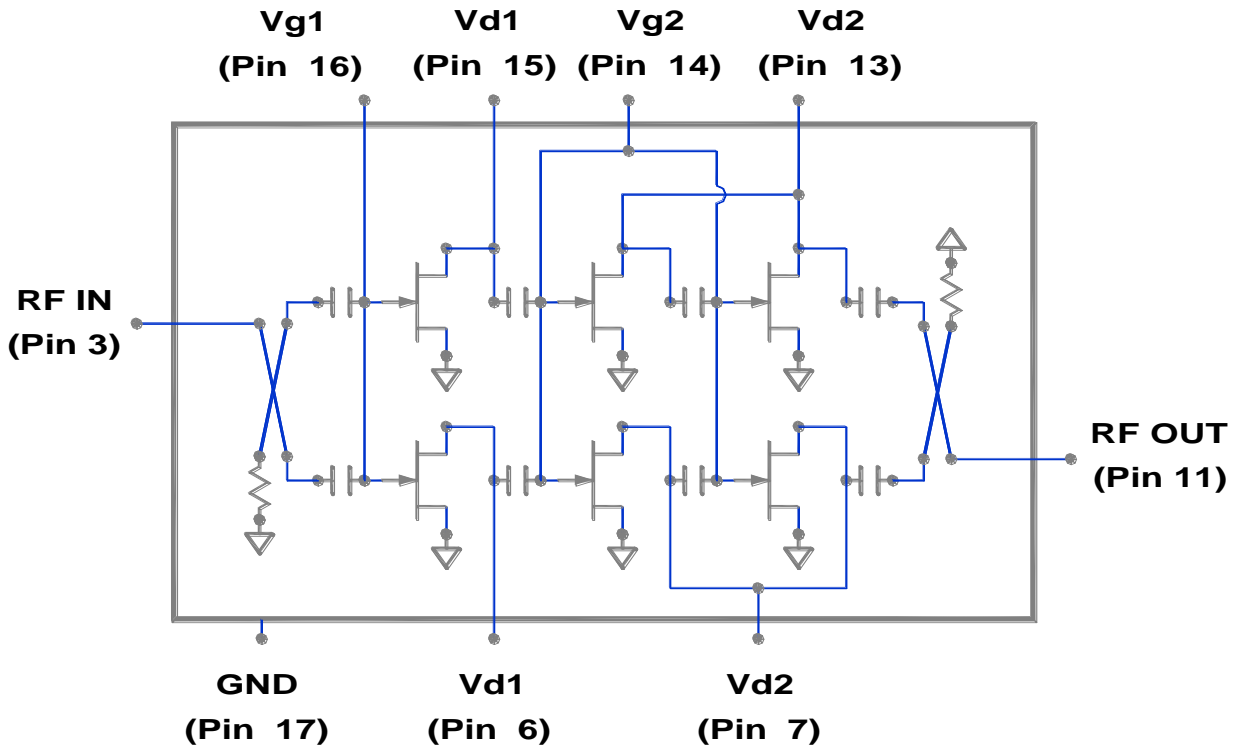 Vg1
(Pin 16)
Vd1
(Pin 15)
Vg2
(Pin 14)
Vd2
(Pin 13)
RF IN
(Pin 3)
RF OUT
(Pin 11)
GND
(Pin 17)
Vd1
(Pin 6)
Vd2
(Pin 7)